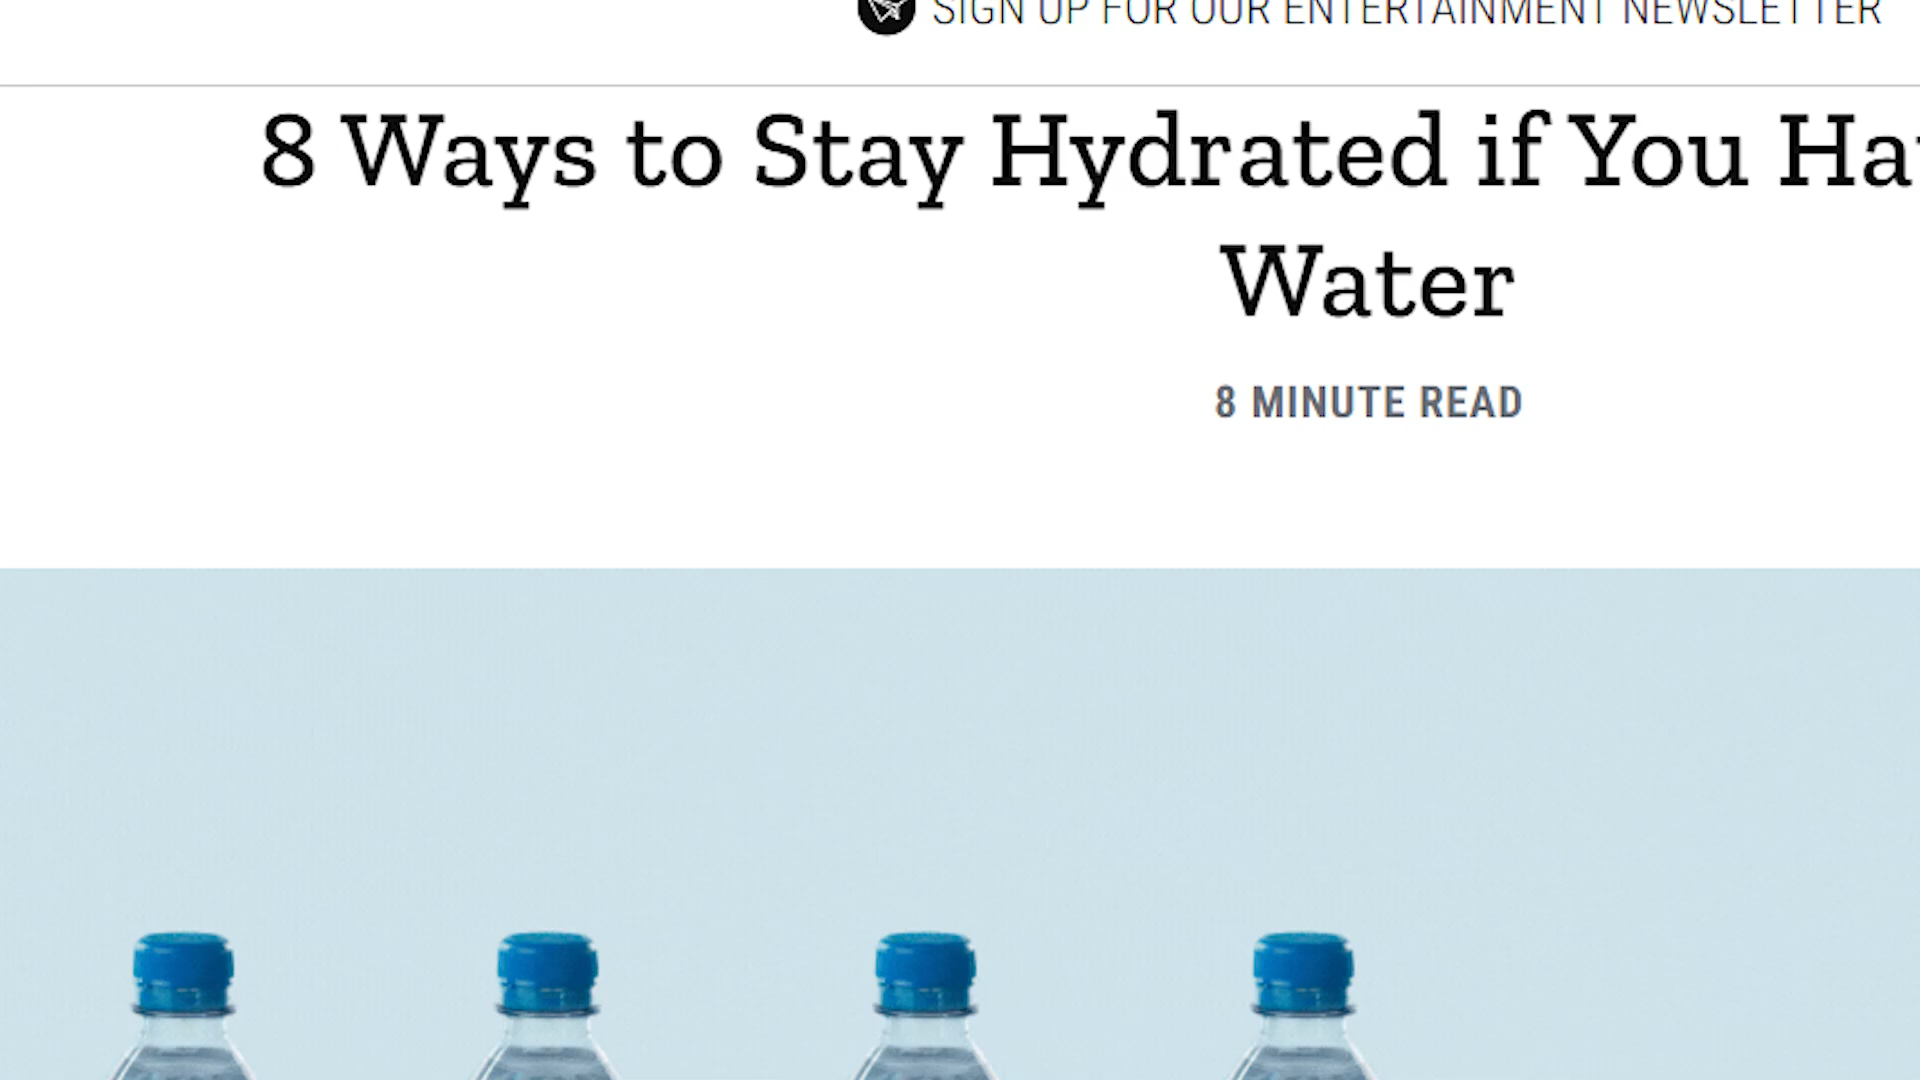 SIGN UP FOR OUR ENTERTAINMENT NEWSLETTER
8 Ways to Stay Hydrated if You
Water
8 MINUTE READ